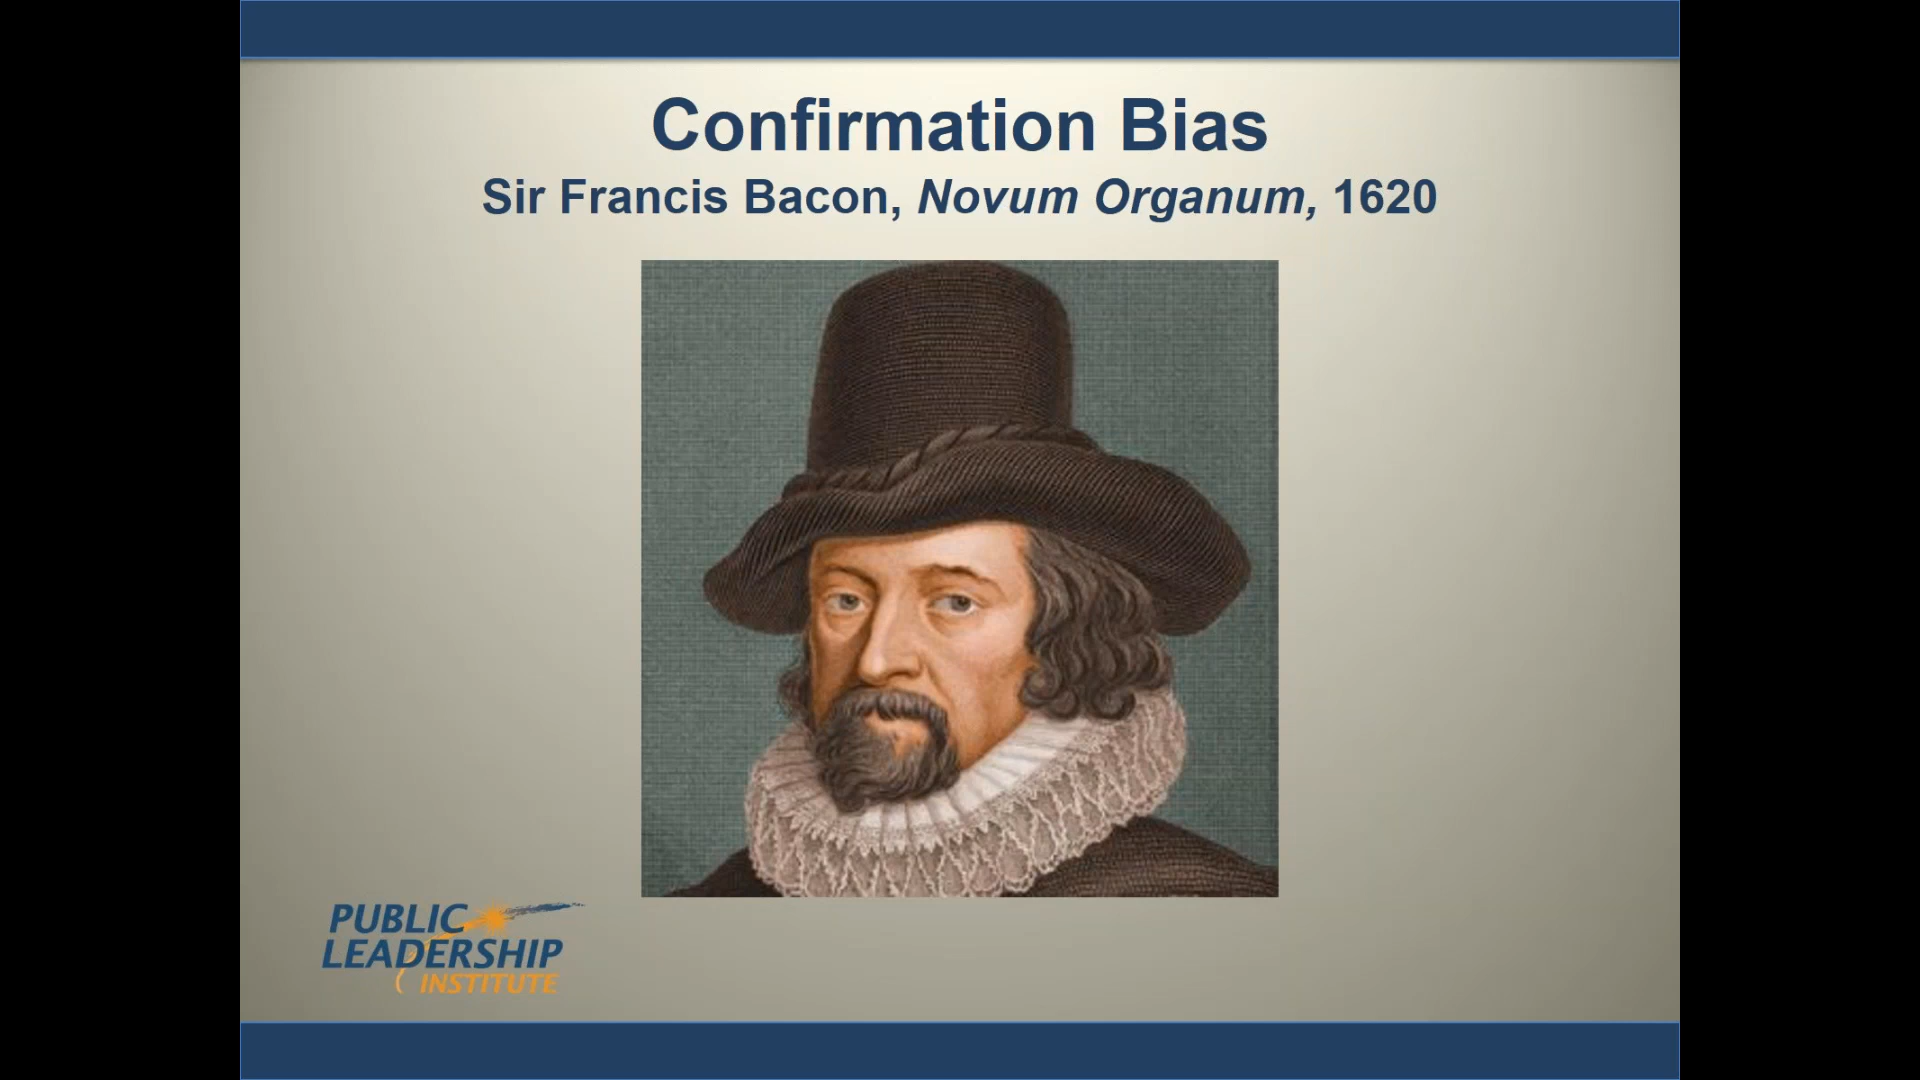 Confirmation Bias
Sir Francis Bacon, Novum Organum, 1620
PUBLIC
LEADERSHIP
INSTITUTE